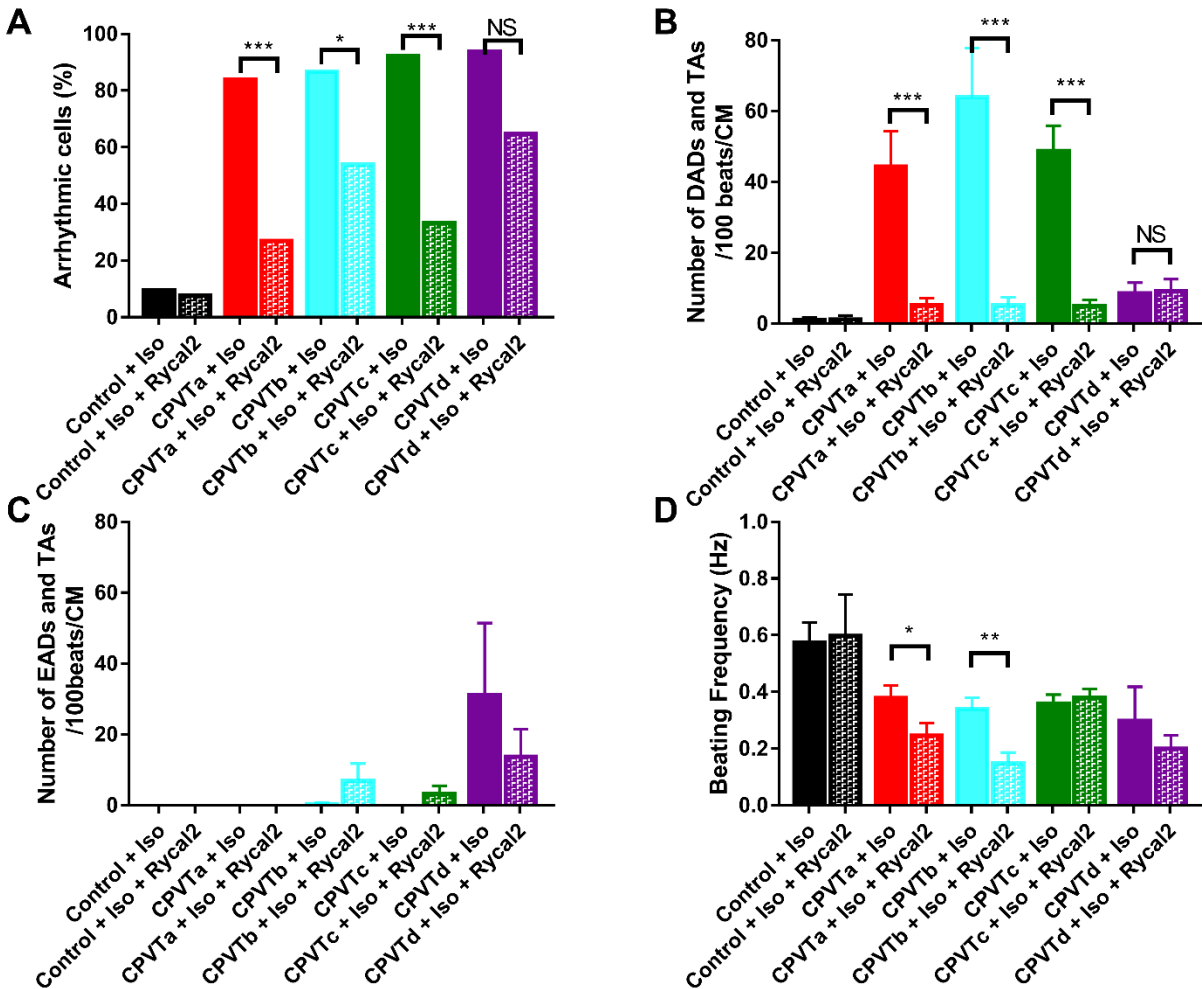 A
Arrhythmic cells (%)
100
80
60
40
20
0
***
*
***
NS
Control + Iso
Control + Iso + Rycal2
CPVTa + Iso
CPVTa + Iso + Rycal2
CPVTb + Iso
CPVTb + Iso + Rycal2
CPVTc + Iso
CPVTc + Iso + Rycal2
CPVTd + Iso
CPVTd + Iso + Rycal2
B
Number of DADs and TAs
/100 beats/CM
80
60
40
20
0
***
***
***
NS
Control + Iso
Control + Iso + Rycal2
CPVTa + Iso
CPVTa + Iso + Rycal2
CPVTb + Iso
CPVTb + Iso + Rycal2
CPVTc + Iso
CPVTc + Iso + Rycal2
CPVTd + Iso
CPVTd + Iso + Rycal2
C
Number of EADs and TAs
/100beats/CM
80
60
40
20
0
Control + Iso
Control + Iso + Rycal2
CPVTa + Iso
CPVTa + Iso + Rycal2
CPVTb + Iso
CPVTb + Iso + Rycal2
CPVTc + Iso
CPVTc + Iso + Rycal2
CPVTd + Iso
CPVTd + Iso + Rycal2
D
Beating Frequency (Hz)
1.0
0.8
0.6
0.4
0.2
0.0
*
**
Control + Iso
Control + Iso + Rycal2
CPVTa + Iso
CPVTa + Iso + Rycal2
CPVTb + Iso
CPVTb + Iso + Rycal2
CPVTc + Iso
CPVTc + Iso + Rycal2
CPVTd + Iso
CPVTd + Iso + Rycal2